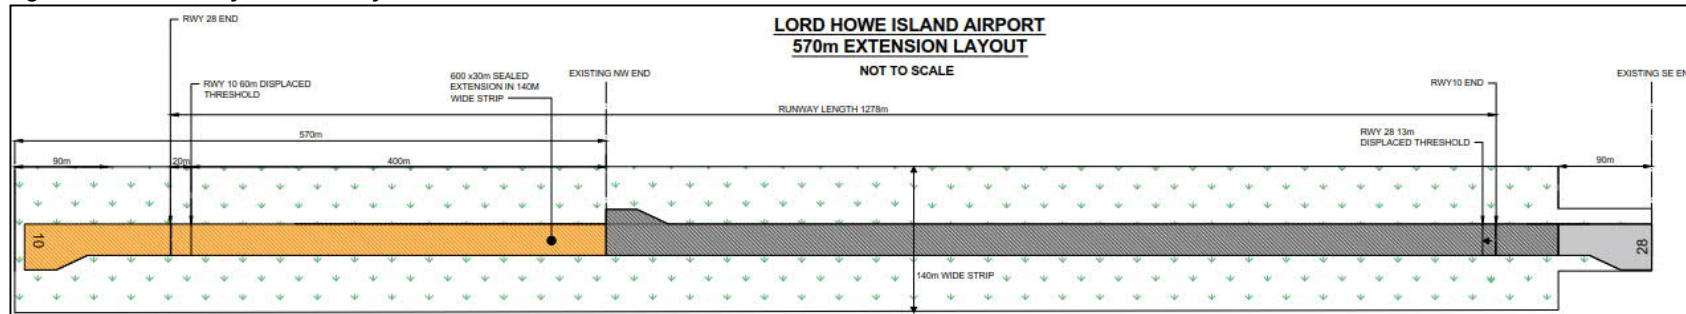 LORD HOWE ISLAND AIRPORT
570m EXTENSION LAYOUT
NOT TO SCALE
RWY 28 END
RWY 10 60m DISPLACED
THRESHOLD
600 x30m SEALED
EXTENSION IN 140M
WIDE STRIP
EXISTING NW END
RWY10 END
EXISTING SE EN
RUNWAY LENGTH 1278m
570m
RWY 28 13m
DISPLACED THRESHOLD
90m
20m
400m
90m
10
28
140m WIDE STRIP